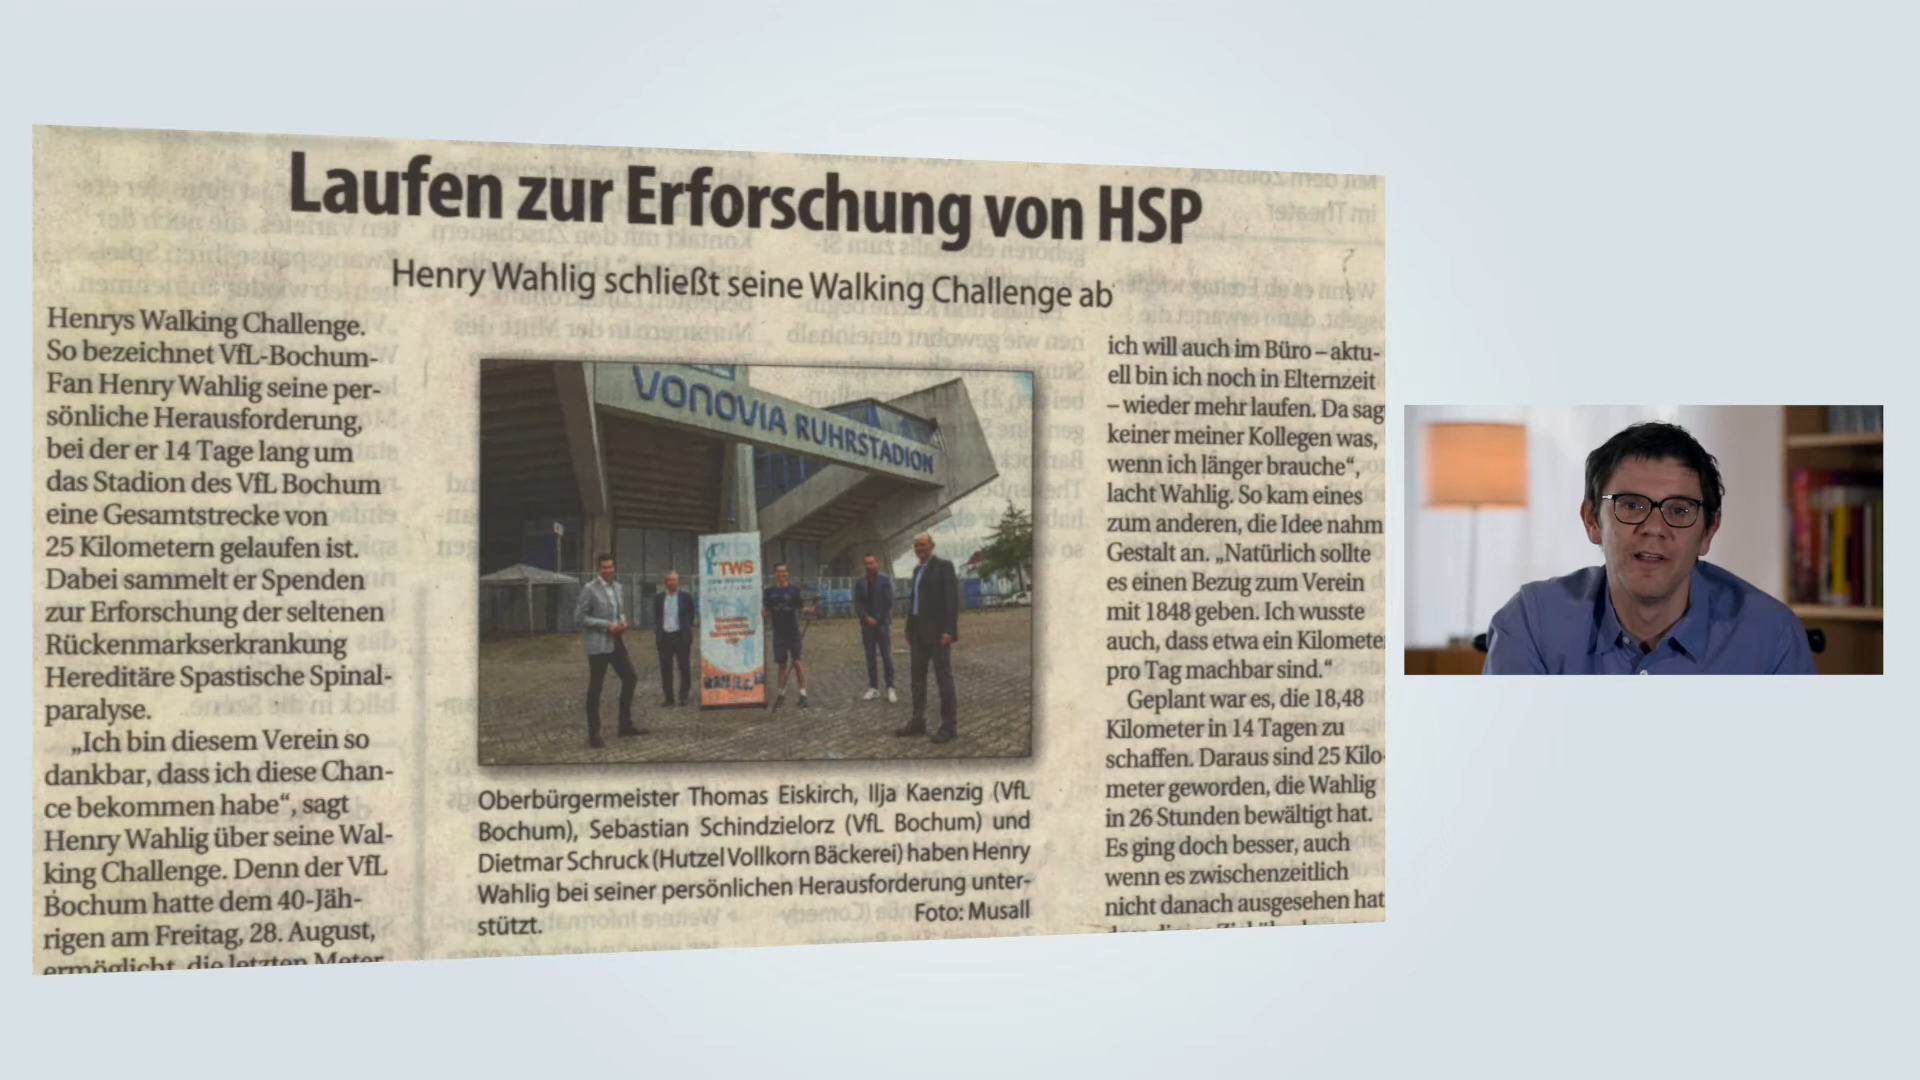 Laufen zur Erforschung von HSP
Henry Wahlig schließt seine Walking Challenge ab
Henrys Walking Challenge.
So bezeichnet VfL-Bochum-
Fan Henry Wahlig seine per-
sönliche Herausforderung,
bei der er 14 Tage lang um
das Stadion des VfL Bochum
eine Gesamtstrecke von
25 Kilometern gelaufen ist.
Dabei sammelt er Spenden
zur Erforschung der seltenen
Rückenmarkserkrankung
Hereditäre Spastische Spinal-
paralyse.
„Ich bin diesem Verein so
dankbar, dass ich diese Chan-
ce bekommen habe“, sagt
Henry Wahlig über seine Wal-
king Challenge. Denn der VfL
Bochum hatte dem 40-Jäh-
rigen am Freitag, 28. August,
ermöglicht, die letzten Meter
VONOVIA RUHRSTADION
TWS
Oberbürgermeister Thomas Eiskirch, Ilja Kaenzig (VfL
Bochum), Sebastian Schindzielorz (VfL Bochum) und
Dietmar Schruck (Hutzel Vollkorn Bäckerei) haben Henry
Wahlig bei seiner persönlichen Herausforderung unter-
stützt.
Foto: Musall
ich will auch im Büro – aktu-
ell bin ich noch in Elternzeit
– wieder mehr laufen. Da sag
keiner meiner Kollegen was,
wenn ich länger brauche“,
lacht Wahlig. So kam eines
zum anderen, die Idee nahm
Gestalt an. „Natürlich sollte
es einen Bezug zum Verein
mit 1848 geben. Ich wusste
auch, dass etwa ein Kilomete
pro Tag machbar sind.“
Geplant war es, die 18,48
Kilometer in 14 Tagen zu
schaffen. Daraus sind 25 Kilo-
meter geworden, die Wahlig
in 26 Stunden bewältigt hat.
Es ging doch besser, auch
wenn es zwischenzeitlich
nicht danach ausgesehen hat